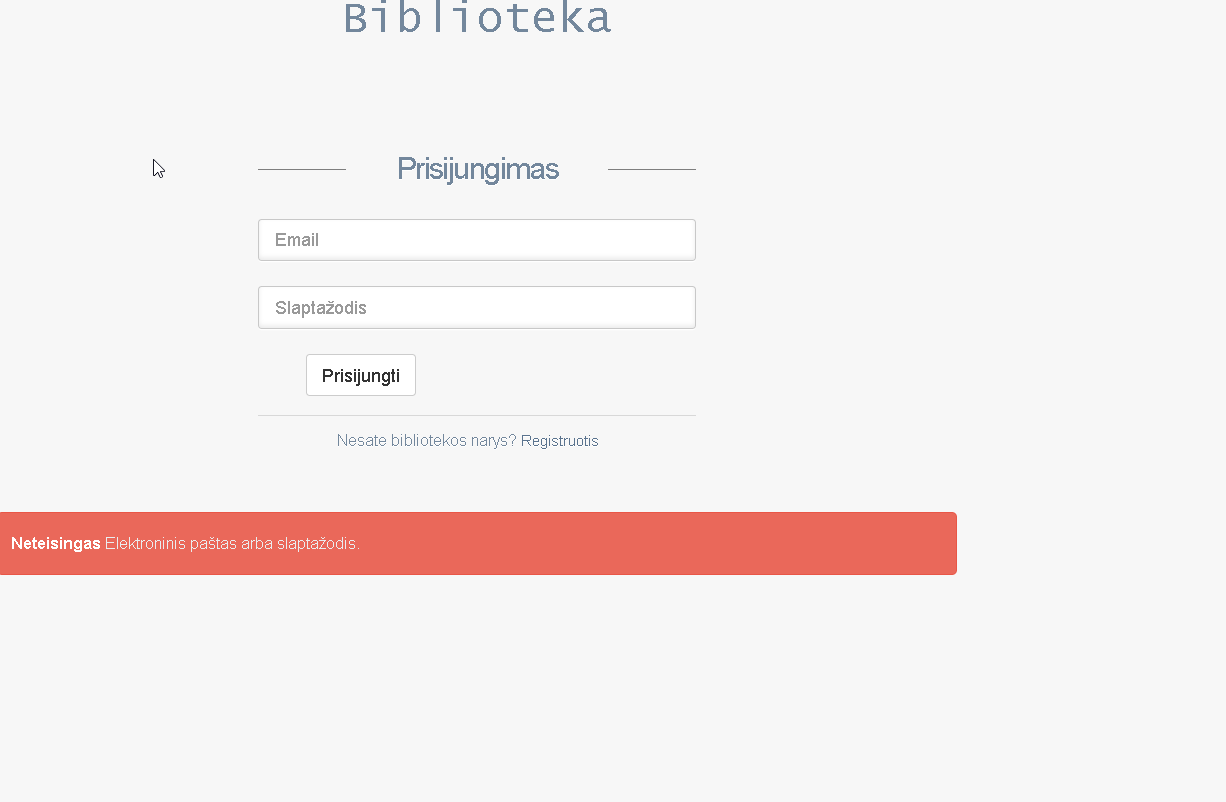 Biblioteka
Prisijungimas
Email
Slaptažodis
Prisijungti
Nesate bibliotekos narys? Registruotis
Neteisingas Elektroninis paštas arba slaptažodis.